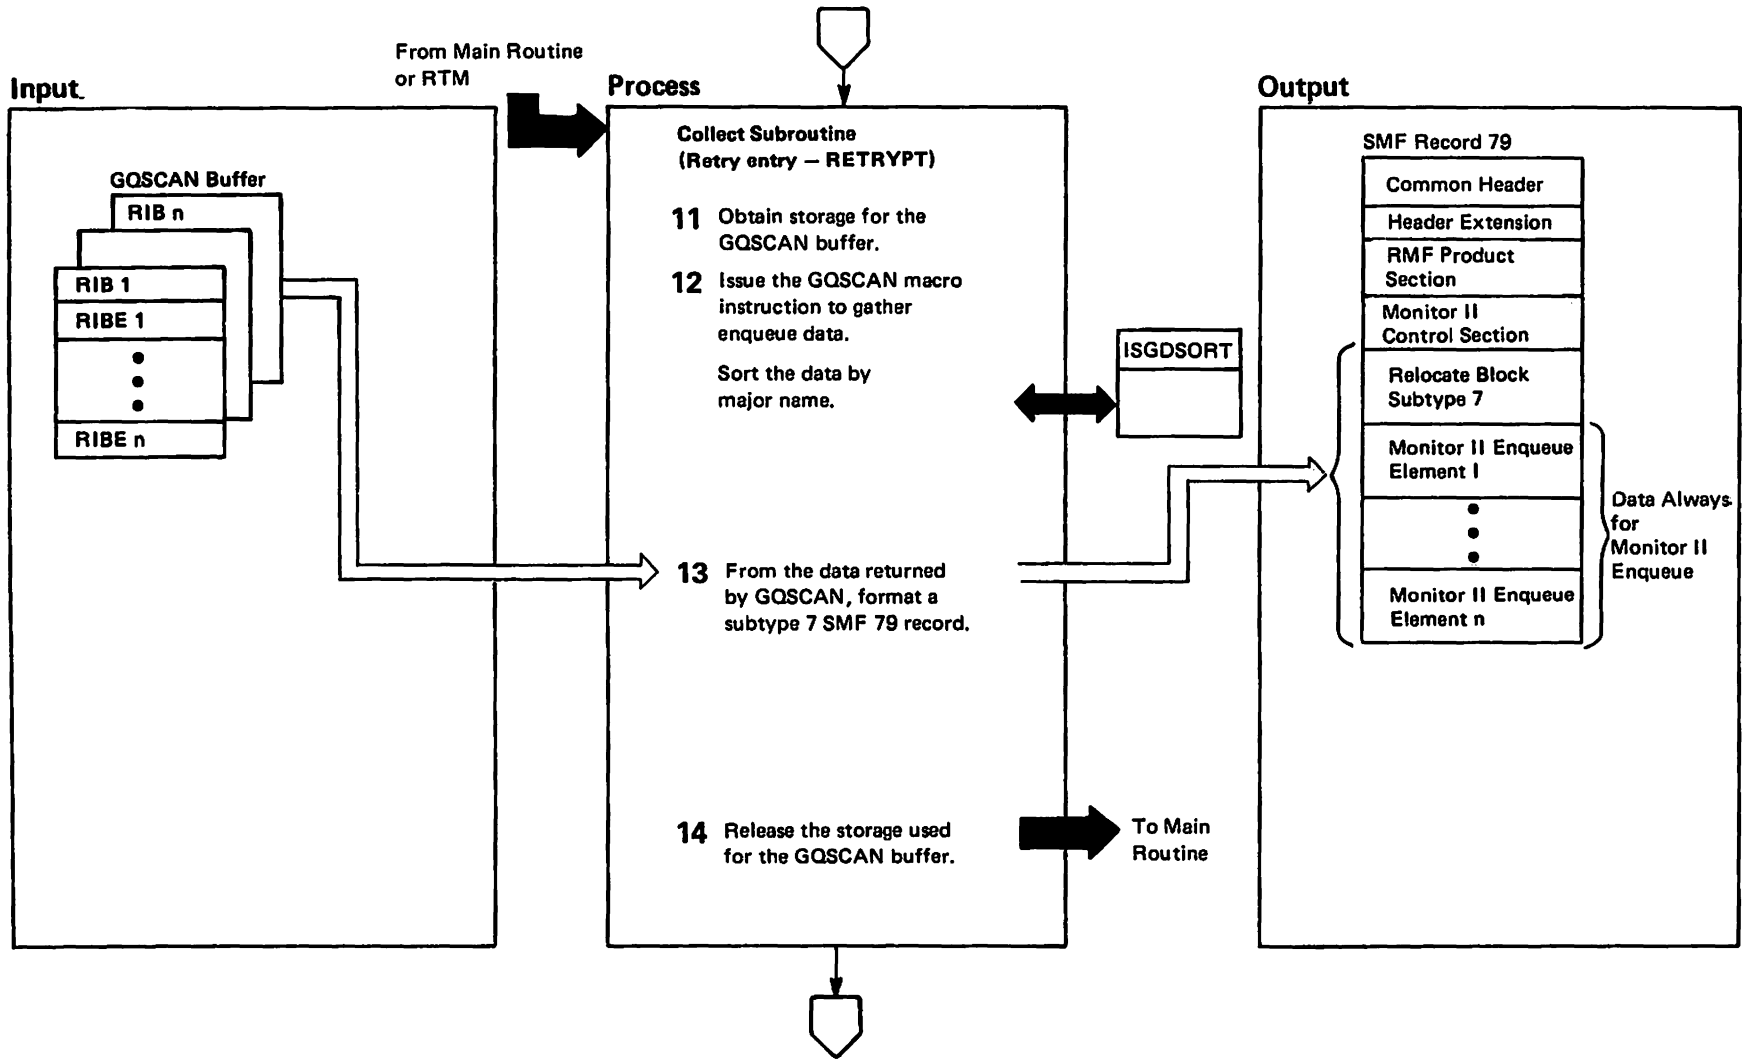 From Main Routine
or RTM
Input
Process
Output
GQSCAN Buffer
RIB n
RIB 1
RIBE 1
RIBE n
Collect Subroutine
(Retry entry — RETRYPT)
11 Obtain storage for the
GQSCAN buffer.
12 Issue the GQSCAN macro
instruction to gather
enqueue data.
Sort the data by
major name.
ISGDSORT
13 From the data returned
by GQSCAN, format a
subtype 7 SMF 79 record.
14 Release the storage used
for the GQSCAN buffer.
To Main
Routine
SMF Record 79
Common Header
Header Extension
RMF Product
Section
Monitor II
Control Section
Relocate Block
Subtype 7
Monitor II Enqueue
Element I
Monitor II Enqueue
Element n
Data Always
for
Monitor II
Enqueue